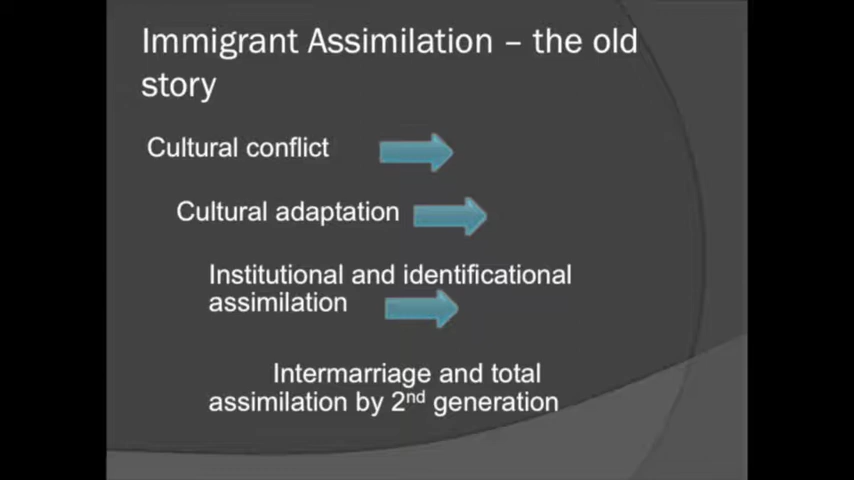 Immigrant Assimilation – the old
story
Cultural conflict
Cultural adaptation
Institutional and identificational
assimilation
Intermarriage and total
assimilation by 2nd generation